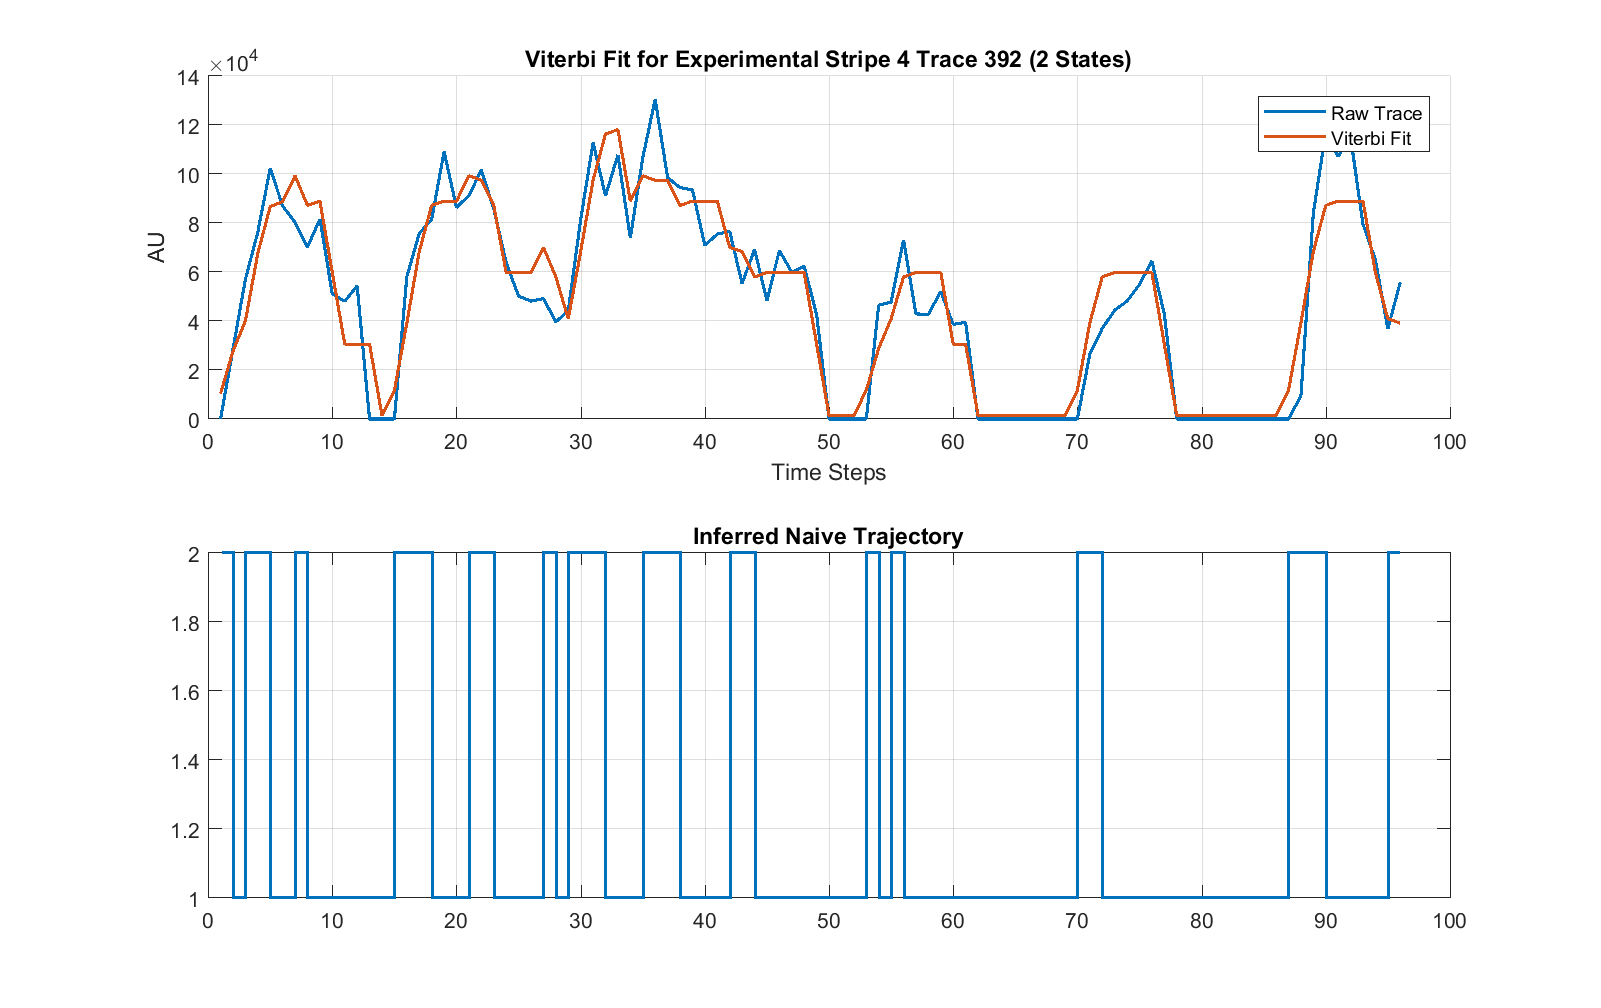 Viterbi Fit for Experimental Stripe 4 Trace 392 (2 States)
×10^4
14
12
10
8
6
4
2
0
AU
Raw Trace
Viterbi Fit
0 10 20 30 40 50 60 70 80 90 100
Time Steps
Inferred Naive Trajectory
2
1.8
1.6
1.4
1.2
1
0 10 20 30 40 50 60 70 80 90 100